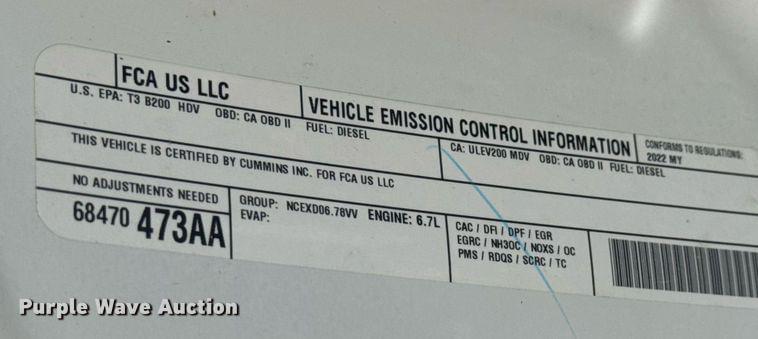 FCA US LLC
VEHICLE EMISSION CONTROL INFORMATION
CONFORMS TO REGULATIONS:
2022 MY
U.S. EPA: T3 B200 HDV OBD: CA OBD II FUEL: DIESEL
CA: ULEV200 MDV OBD: CA OBD II FUEL: DIESEL
THIS VEHICLE IS CERTIFIED BY CUMMINS INC. FOR FCA US LLC
NO ADJUSTMENTS NEEDED
68470 473AA
GROUP: NCEXD06.78VV ENGINE: 6.7L
EVAP:
CAC / DFI / DPF / EGR
EGRC / NH3OC / NOXS / OC
PMS / RDQS / SCRC / TC
Purple Wave Auction